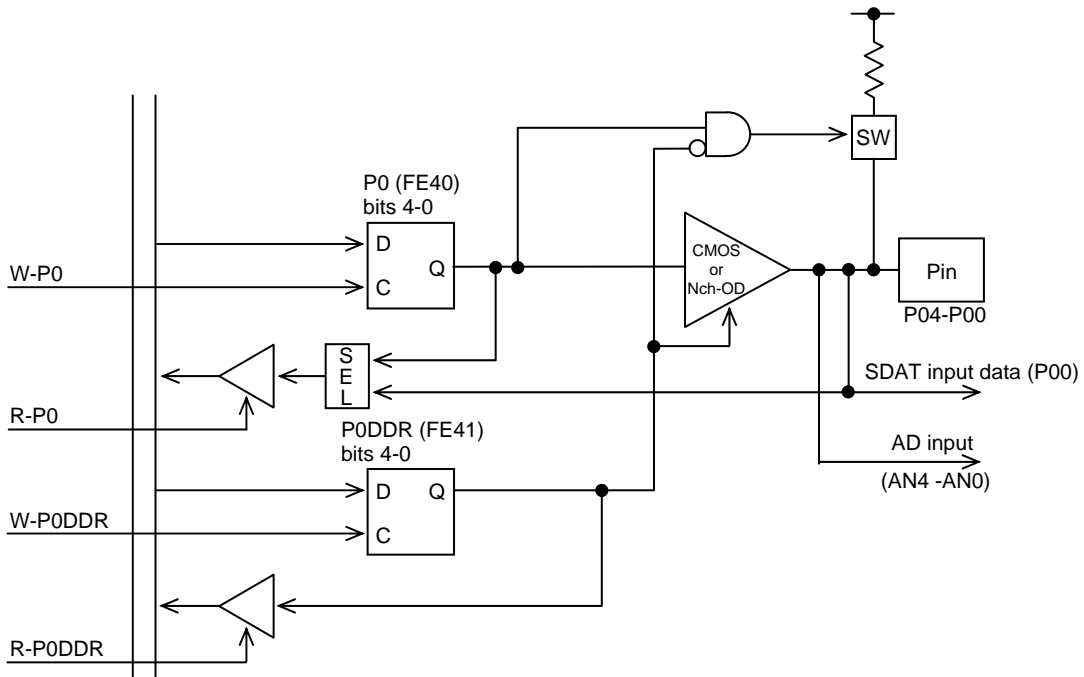 SW
P0 (FE40)
bits 4-0
D
Q
C
W-P0
CMOS
or
Nch-OD
Pin
P04-P00
S
E
L
SDAT input data (P00)
R-P0
P0DDR (FE41)
bits 4-0
AD input
(AN4 -AN0)
D
Q
C
W-P0DDR
R-P0DDR